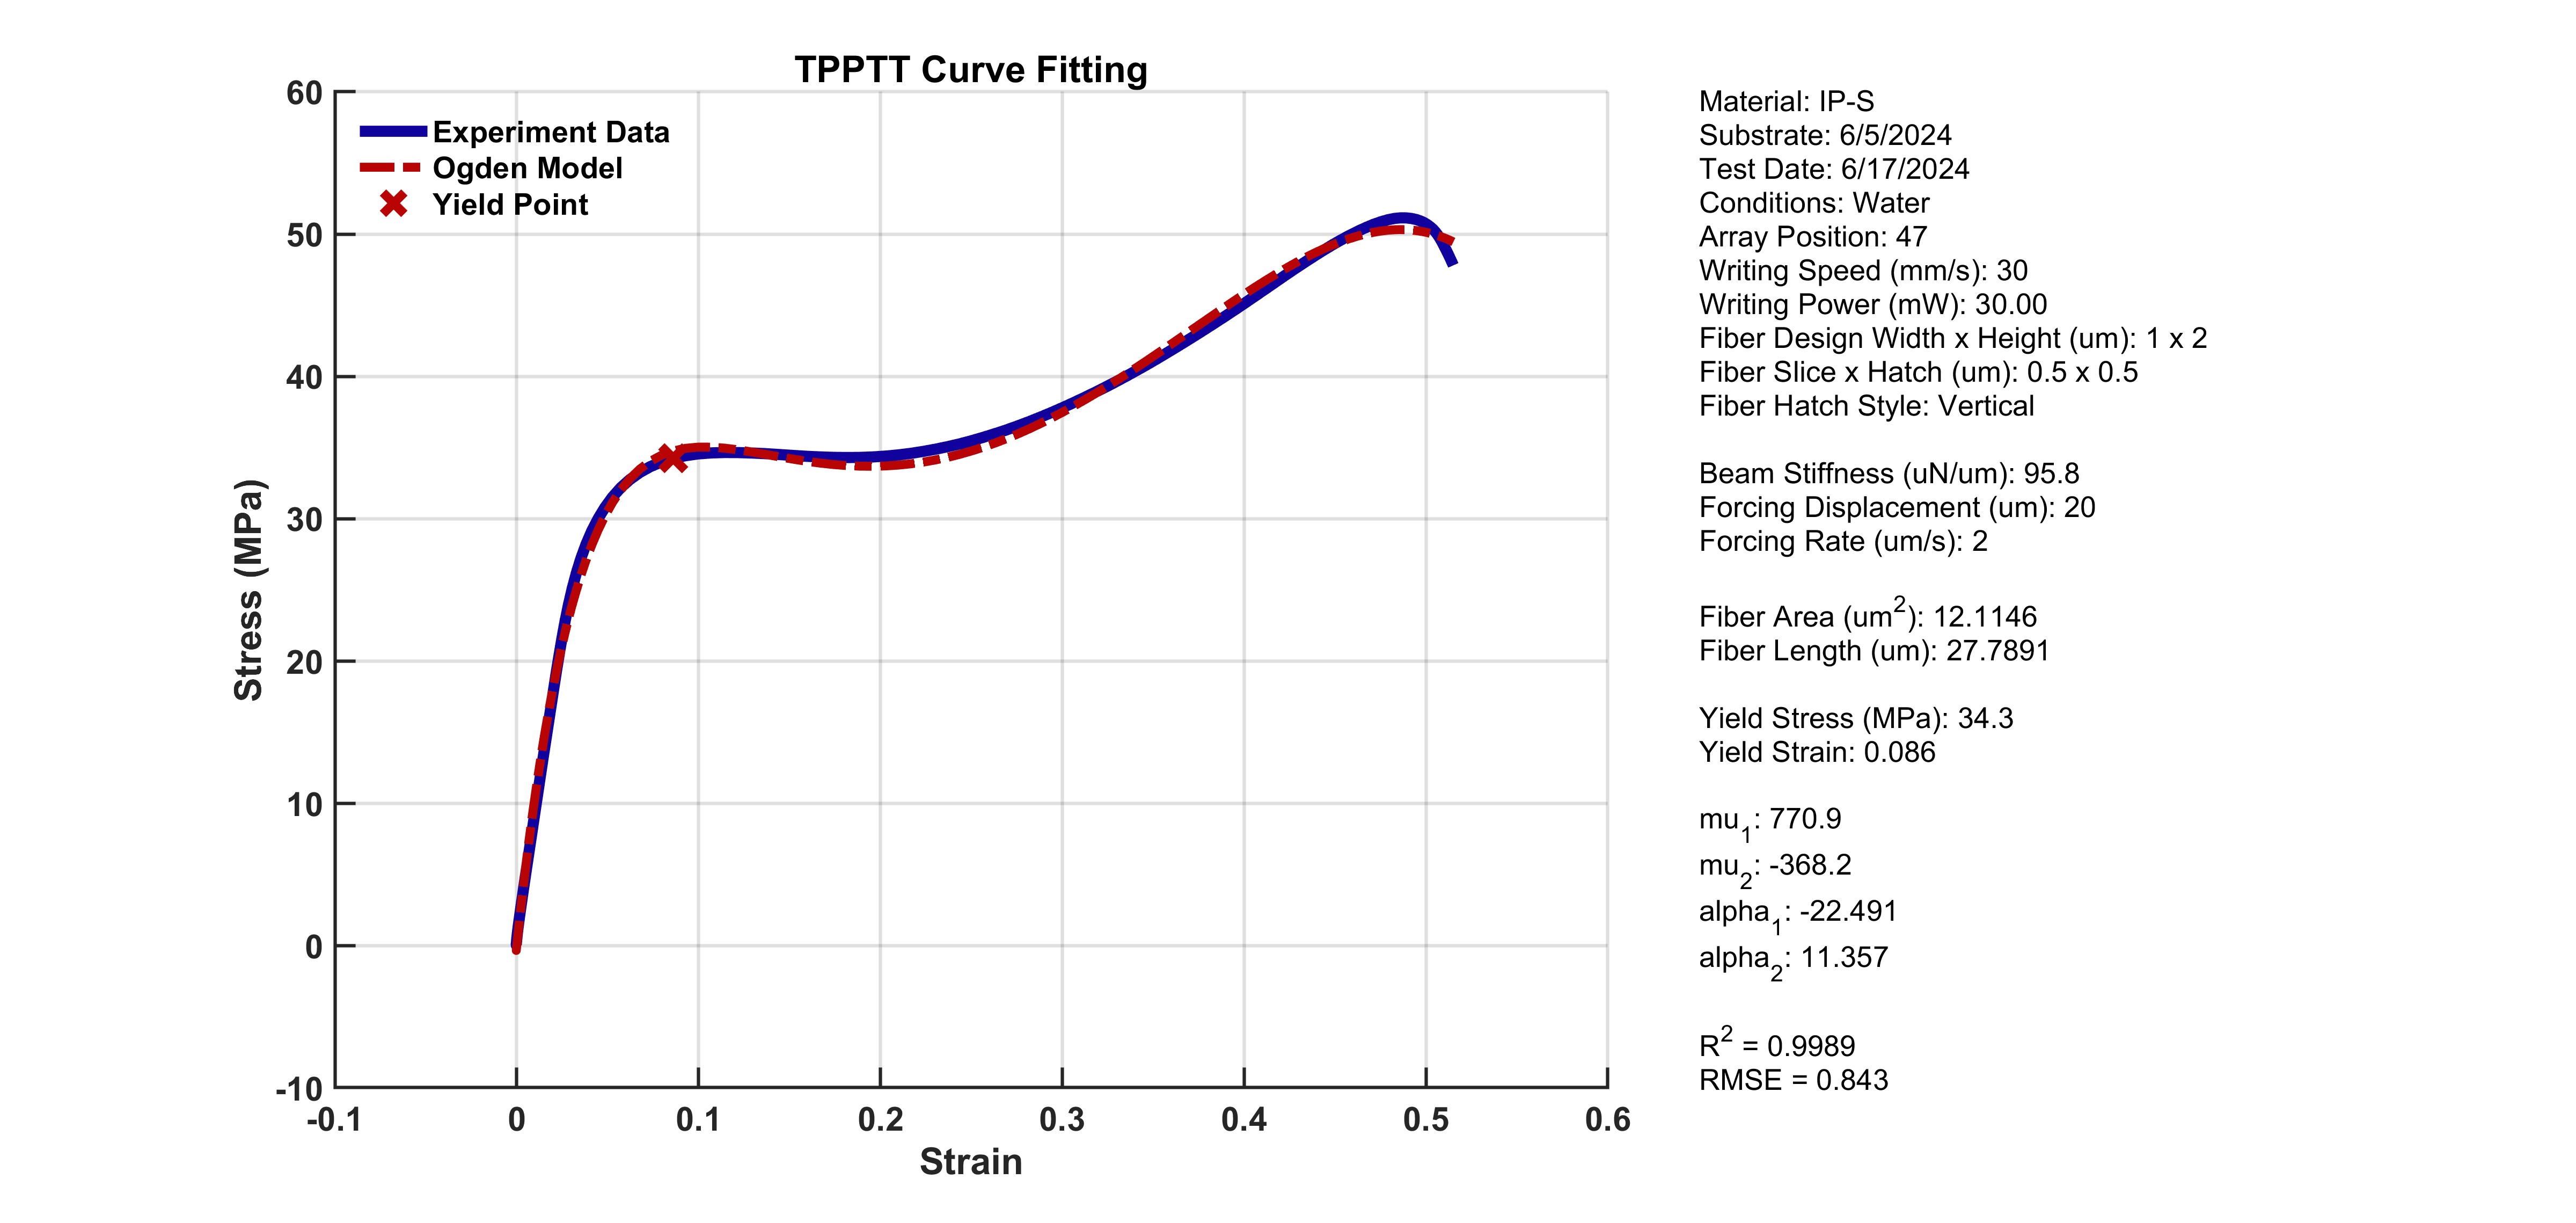 TPPTT Curve Fitting
60
50
40
30
20
10
0
-10
Stress (MPa)
Experiment Data
Ogden Model
Yield Point
-0.1
0
0.1
0.2
0.3
0.4
0.5
0.6
Strain
Material: IP-S
Substrate: 6/5/2024
Test Date: 6/17/2024
Conditions: Water
Array Position: 47
Writing Speed (mm/s): 30
Writing Power (mW): 30.00
Fiber Design Width x Height (um): 1 x 2
Fiber Slice x Hatch (um): 0.5 x 0.5
Fiber Hatch Style: Vertical
Beam Stiffness (uN/um): 95.8
Forcing Displacement (um): 20
Forcing Rate (um/s): 2
Fiber Area (um²): 12.1146
Fiber Length (um): 27.7891
Yield Stress (MPa): 34.3
Yield Strain: 0.086
mu₁: 770.9
mu₂: -368.2
alpha₁: -22.491
alpha₂: 11.357
R² = 0.9989
RMSE = 0.843